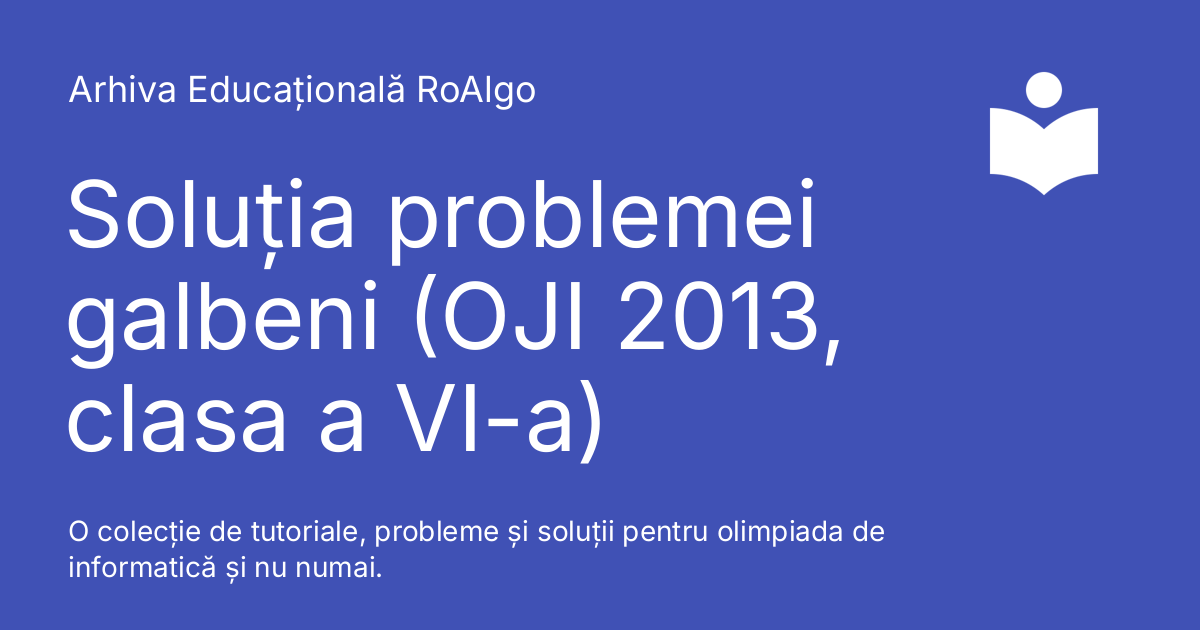 Arhiva Educațională RoAlgo
Soluția problemei
galbeni (OJI 2013,
clasa a VI-a)
O colecție de tutoriale, probleme și soluții pentru olimpiada de
informatică și nu numai.